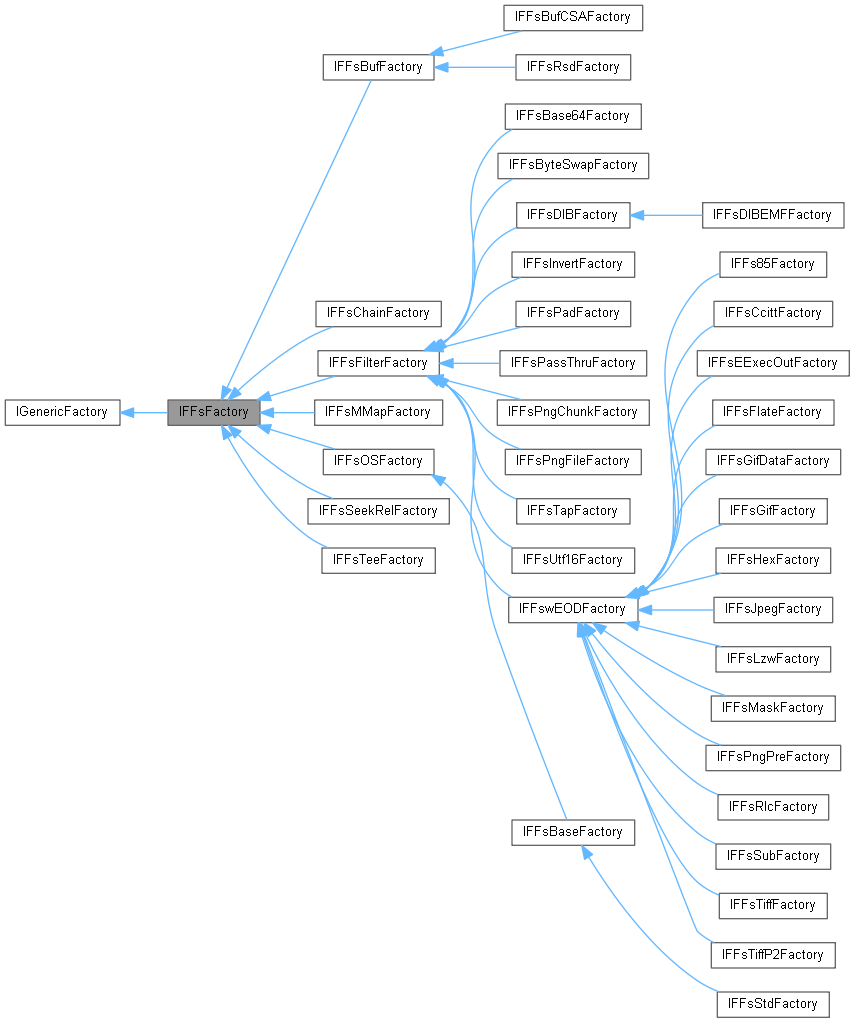 IFFsBufCSAFactory
IFFsBufFactory
IFFsRsdFactory
IFFsBase64Factory
IFFsByteSwapFactory
IFFsDIBFactory
IFFsDIBEMFFactory
IFFsInvertFactory
IFFs85Factory
IFFsChainFactory
IFFsPadFactory
IFFsCcittFactory
IFFsFilterFactory
IFFsPassThruFactory
IFFsEExecOutFactory
IGenericFactory
IFFsFactory
IFFsMMapFactory
IFFsPngChunkFactory
IFFsFlateFactory
IFFsOSFactory
IFFsPngFileFactory
IFFsGifDataFactory
IFFsSeekRelFactory
IFFsTapFactory
IFFsGifFactory
IFFsTeeFactory
IFFsUtf16Factory
IFFsHexFactory
IFFswEODFactory
IFFsJpegFactory
IFFsLzwFactory
IFFsMaskFactory
IFFsPngPreFactory
IFFsRlcFactory
IFFsBaseFactory
IFFsSubFactory
IFFsTiffFactory
IFFsTiffP2Factory
IFFsStdFactory